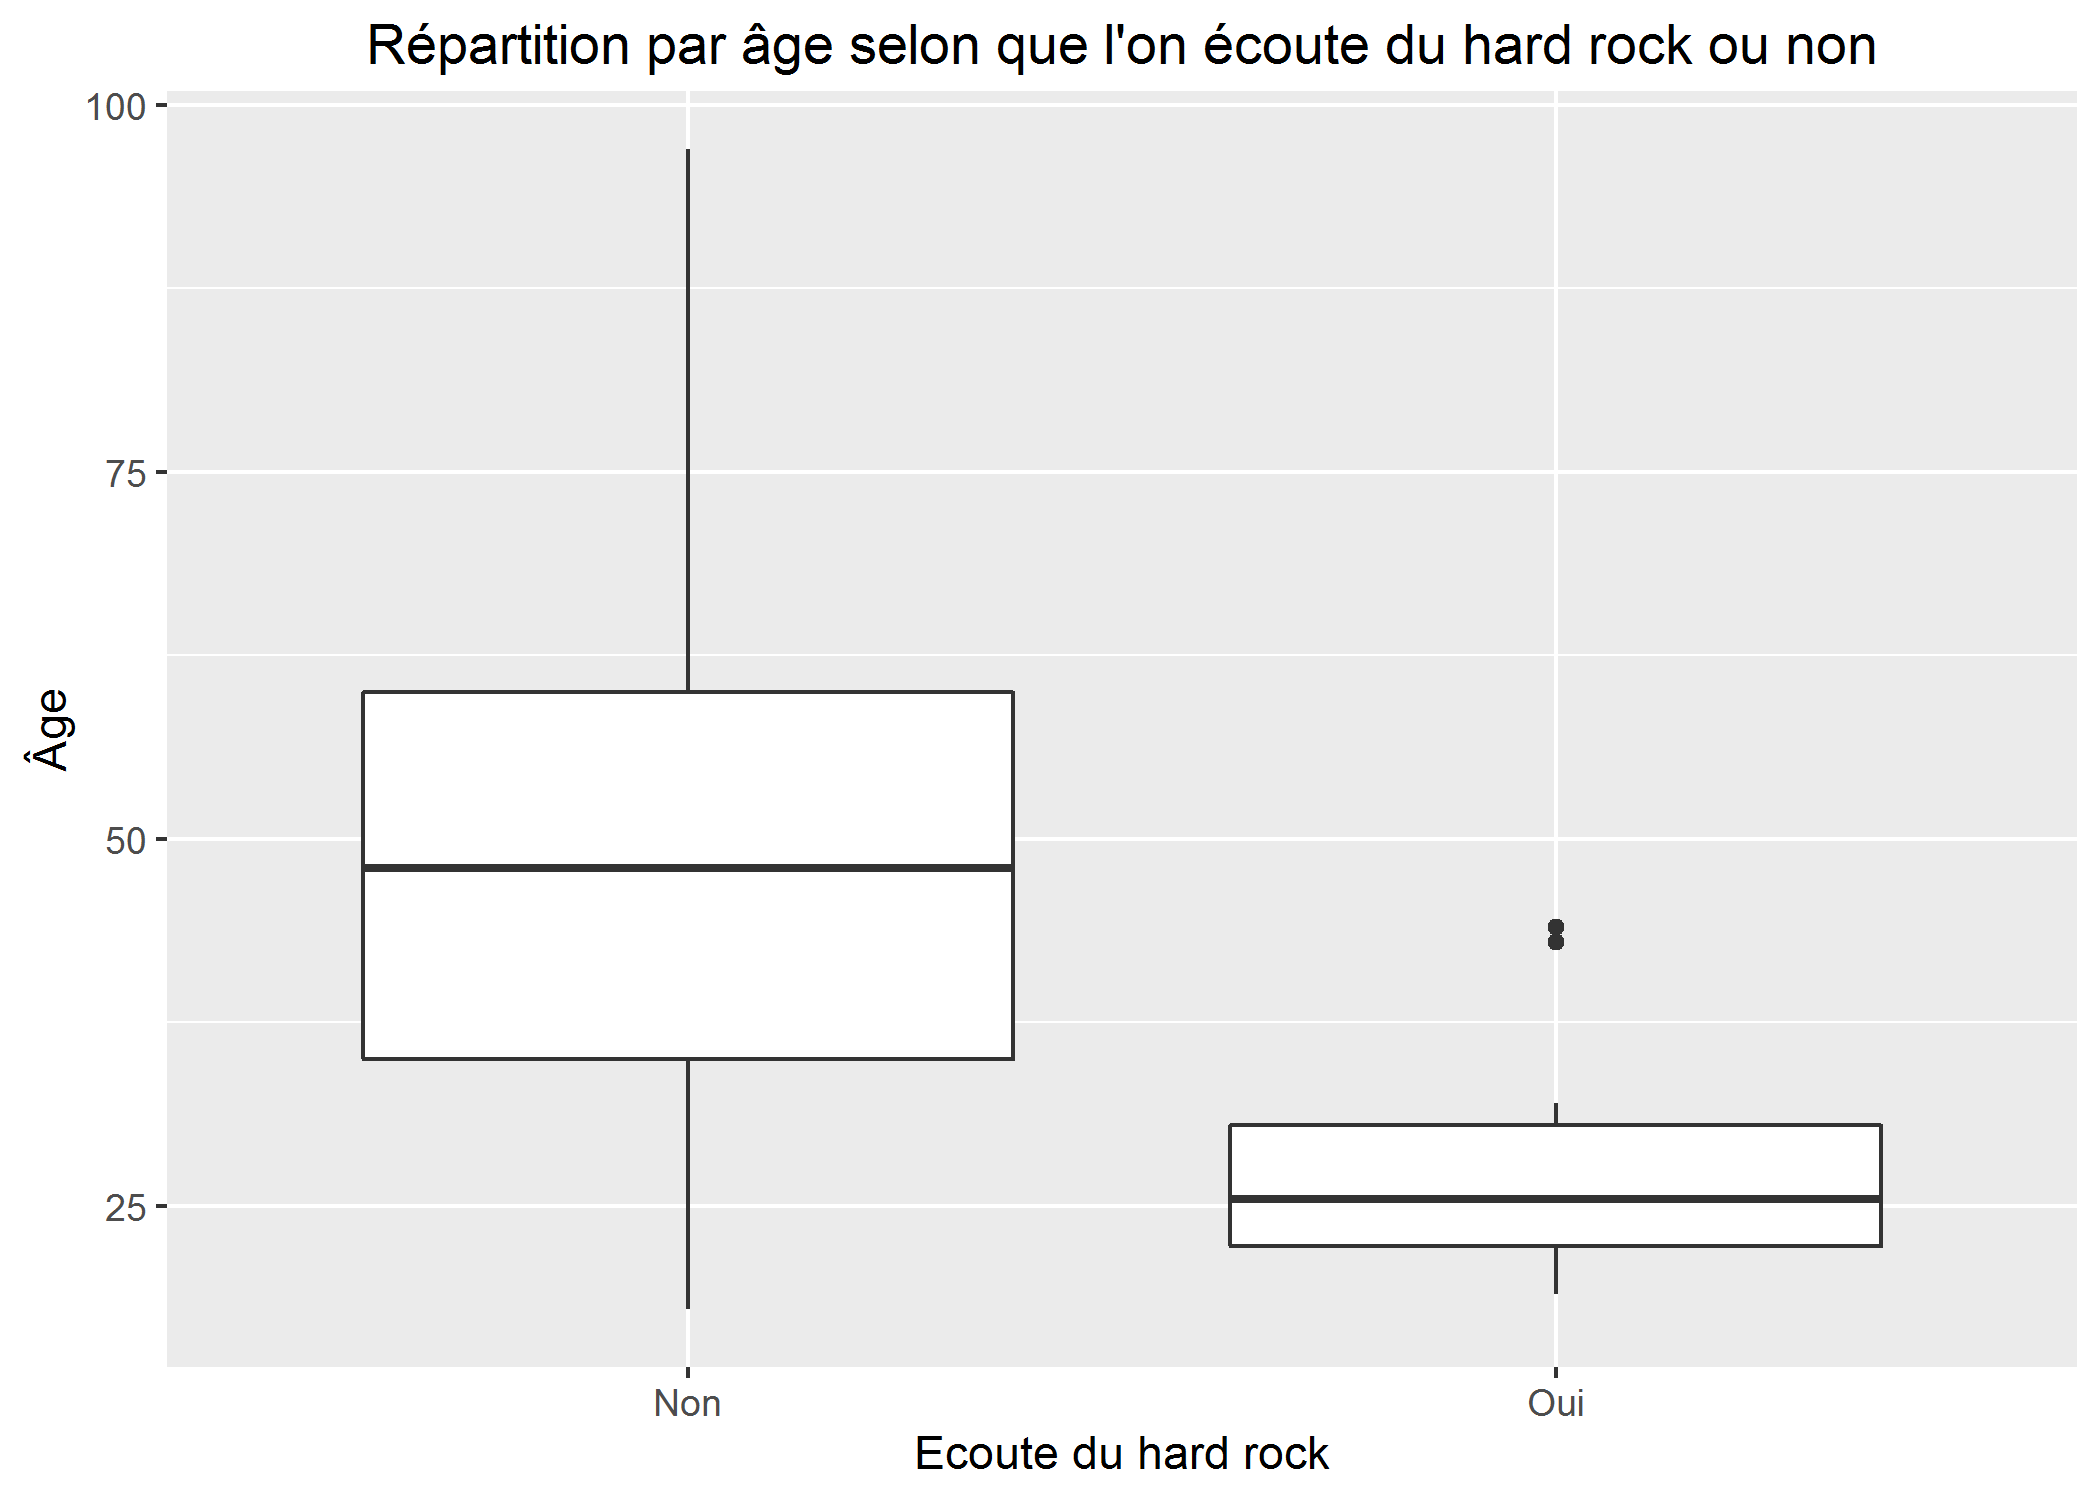 Répartition par âge selon que l'on écoute du hard rock ou non
100
75
50
25
Âge
Non
Oui
Ecoute du hard rock